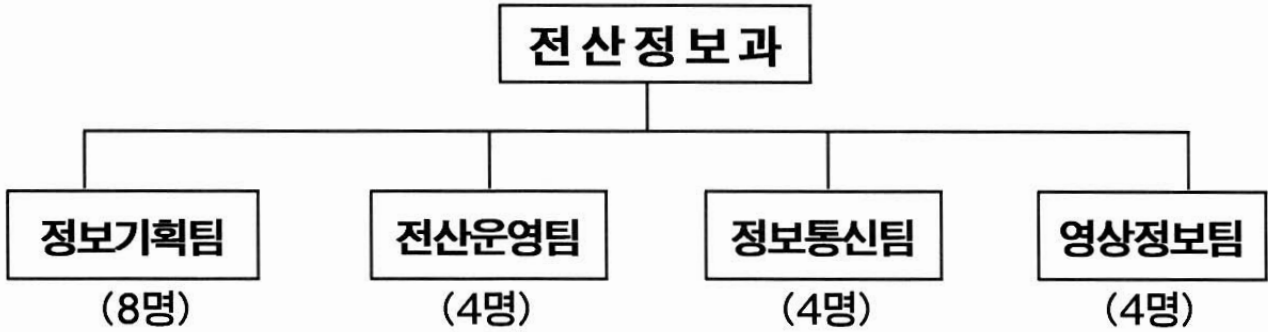 전산정보과
정보기획팀 전산운영팀 정보통신팀 영상정보팀
(8명) (4명) (4명) (4명)